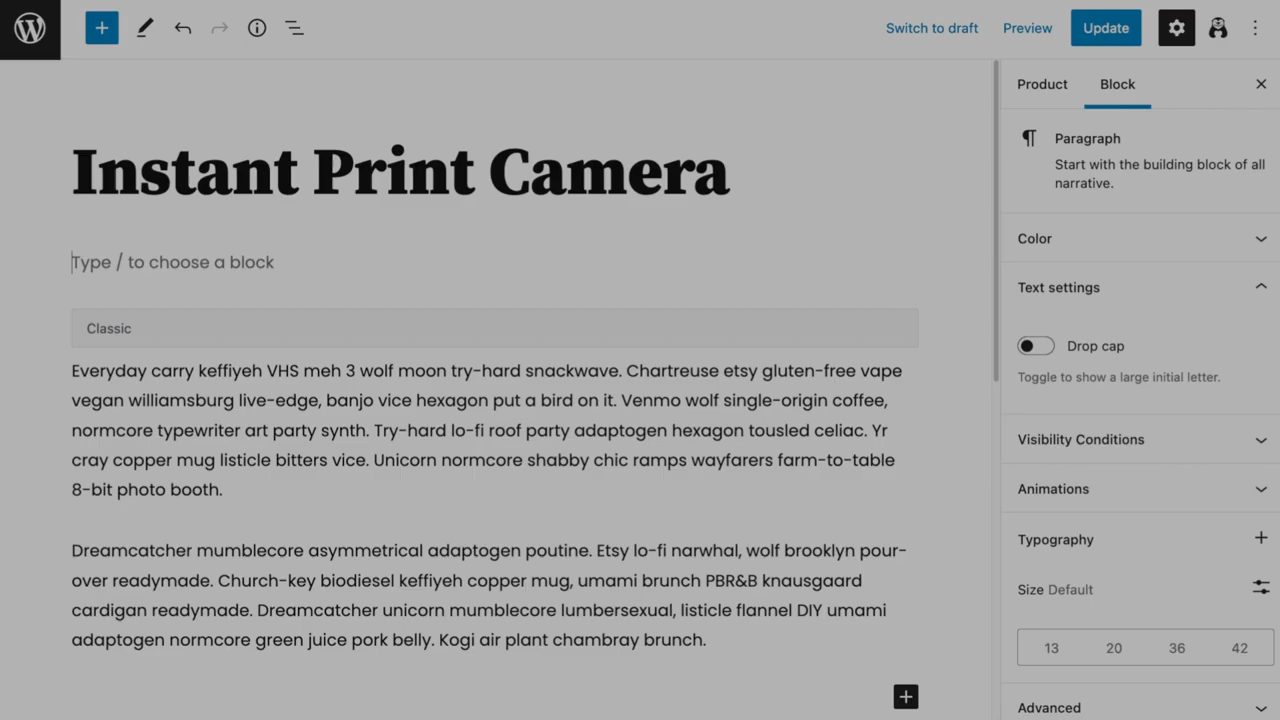 Switch to draft
Preview
Update
Product
Block
Instant Print Camera
Type / to choose a block
Classic
Everyday carry keffiyeh VHS meh 3 wolf moon try-hard snackwave. Chartreuse etsy gluten-free vape
vegan williamsburg live-edge, banjo vice hexagon put a bird on it. Venmo wolf single-origin coffee,
normcore typewriter art party synth. Try-hard lo-fi roof party adaptogen hexagon tousled celiac. Yr
cray copper mug listicle bitters vice. Unicorn normcore shabby chic ramps wayfarers farm-to-table
8-bit photo booth.
Dreamcatcher mumblecore asymmetrical adaptogen poutine. Etsy lo-fi narwhal, wolf brooklyn pour-
over readymade. Church-key biodiesel keffiyeh copper mug, umami brunch PBR&B knausgaard
cardigan readymade. Dreamcatcher unicorn mumblecore lumbersexual, listicle flannel DIY umami
adaptogen normcore green juice pork belly. Kogi air plant chambray brunch.
Paragraph
Start with the building block of all
narrative.
Color
Text settings
Drop cap
Toggle to show a large initial letter.
Visibility Conditions
Animations
Typography
Size Default
13 20 36 42
Advanced